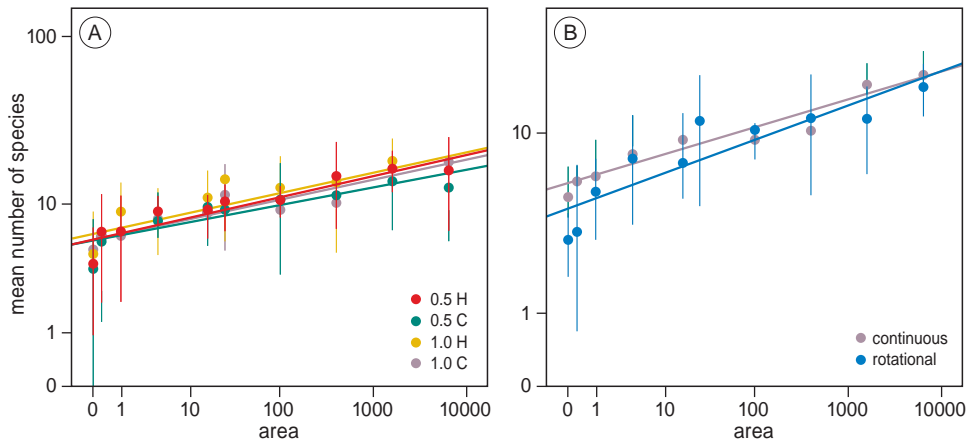 A
mean number of species
100
10
1
0
0 1 10 100 1000 10000
area
0.5 H
0.5 C
1.0 H
1.0 C
B
10
1
0
0 1 10 100 1000 10000
area
continuous
rotational